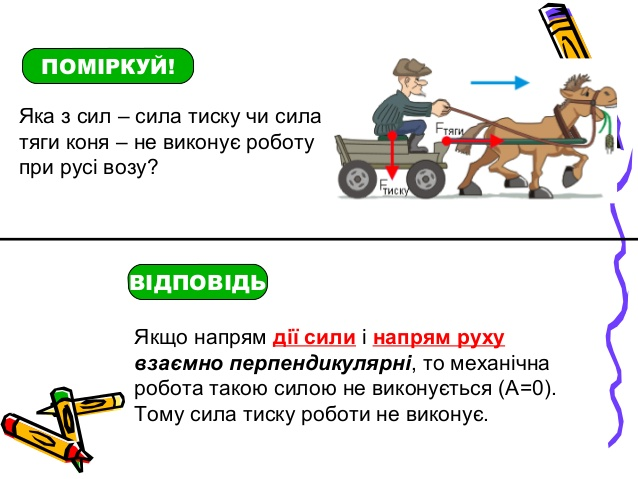 ПОМІРКУЙ!
Яка з сил – сила тиску чи сила
тяги коня – не виконує роботу
при русі возу?
Fтяги
Fтиску
ВІДПОВІДЬ
Якщо напрям дії сили і напрям руху
взаємно перпендикулярні, то механічна
робота такою силою не виконується (А=0).
Тому сила тиску роботи не виконує.